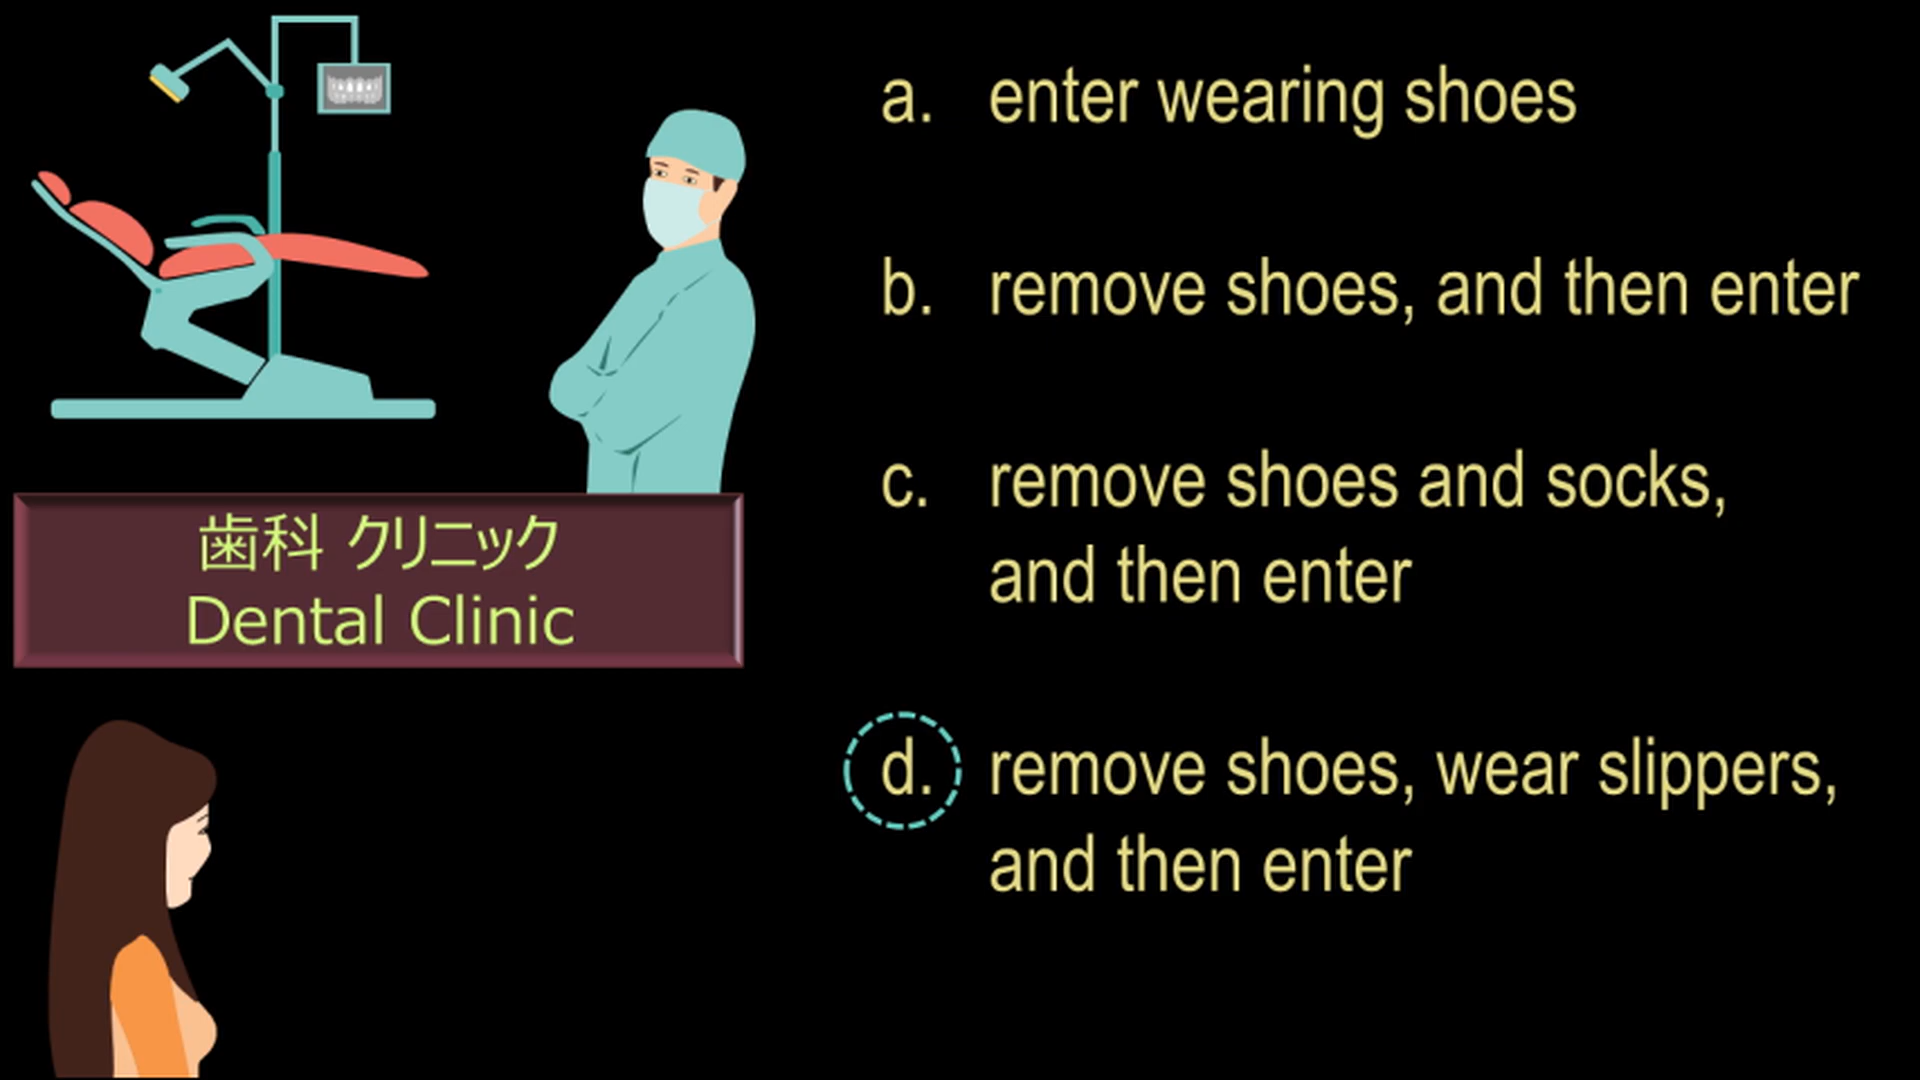 歯科 クリニック
Dental Clinic
a. enter wearing shoes
b. remove shoes, and then enter
c. remove shoes and socks,
and then enter
d. remove shoes, wear slippers,
and then enter